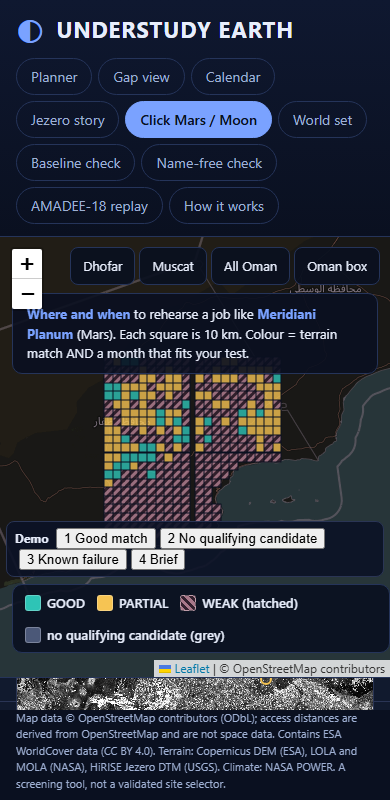 UNDERSTUDY EARTH
Planner
Gap view
Calendar
Jezero story
Click Mars / Moon
World set
Baseline check
Name-free check
AMADEE-18 replay
How it works
+
−
Dhofar
Muscat
All Oman
Oman box
محافظة الوسطى
Where and when to rehearse a job like Meridiani
Planum (Mars). Each square is 10 km. Colour = terrain
match AND a month that fits your test.
Demo
1 Good match
2 No qualifying candidate
3 Known failure
4 Brief
GOOD
PARTIAL
WEAK (hatched)
no qualifying candidate (grey)
Leaflet | © OpenStreetMap contributors
Map data © OpenStreetMap contributors (ODbL); access distances are
derived from OpenStreetMap and are not space data. Contains ESA
WorldCover data (CC BY 4.0). Terrain: Copernicus DEM (ESA), LOLA and
MOLA (NASA), HiRISE Jezero DTM (USGS). Climate: NASA POWER. A
screening tool, not a validated site selector.